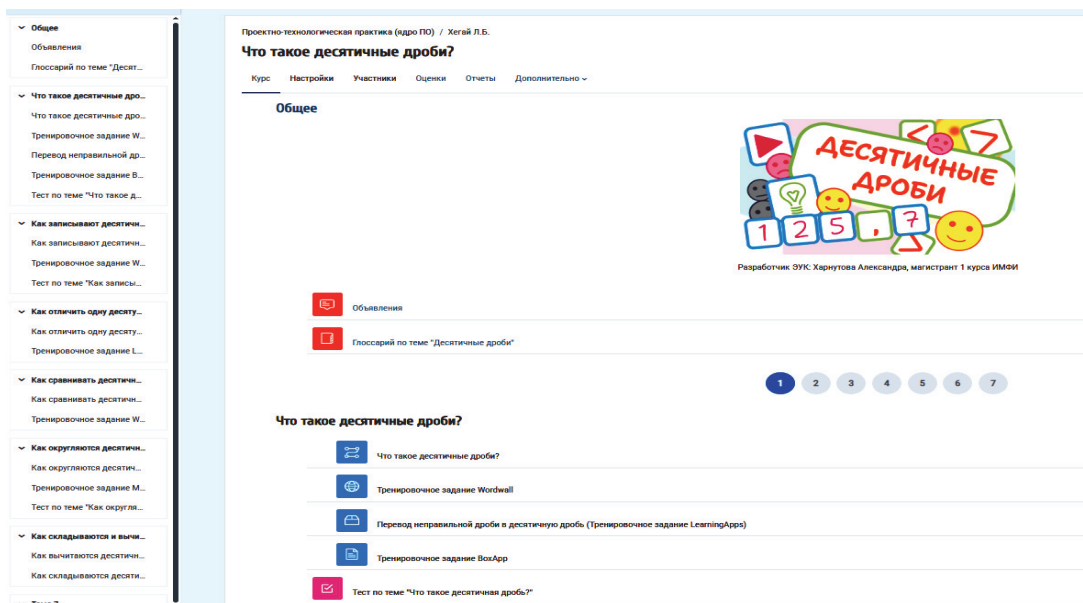 Общее
Объявления
Глоссарий по теме "Десят...
Что такое десятичные дро...
Что такое десятичные дро...
Тренировочное задание W...
Перевод неправильной др...
Тренировочное задание B...
Тест по теме "Что такое д...
Как записывают десятичн...
Как записывают десятичн...
Тренировочное задание W...
Тест по теме "Как записы...
Как отличить одну десяту...
Как отличить одну десяту...
Тренировочное задание L...
Как сравнивать десятичн...
Как сравнивать десятичн...
Тренировочное задание W...
Как округляются десятичн...
Как округляются десятич...
Тренировочное задание M...
Тест по теме "Как округля...
Как складываются и вычи...
Как вычитаются десятичн...
Как складываются десяти...
Проектно-технологическая практика (ядро ПО) / Хегай Л.Б.
Что такое десятичные дроби?
Курс Настройки Участники Оценки Отчеты Дополнительно
Общее
ДЕСЯТИЧНЫЕ
ДРОБИ
125,7
Разработчик ЭУК: Харнутова Александра, магистрант 1 курса ИМФИ
Объявления
Глоссарий по теме "Десятичные дроби"
1 2 3 4 5 6 7
Что такое десятичные дроби?
Что такое десятичные дроби?
Тренировочное задание Wordwall
Перевод неправильной дроби в десятичную дробь (Тренировочное задание LearningApps)
Тренировочное задание BoxApp
Тест по теме "Что такое десятичная дробь?"